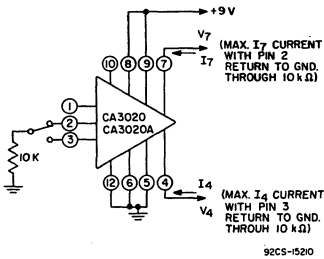 +9 V
V7
(MAX. I7 CURRENT
WITH PIN 2
RETURN TO GND.
THROUGH 10 kΩ)
I7
10
8
9
7
1
2
3
CA3020
CA3020A
10K
12
6
5
4
I4
V4
(MAX. I4 CURRENT
WITH PIN 3
RETURN TO GND.
THROUH 10 kΩ)
92CS-15210